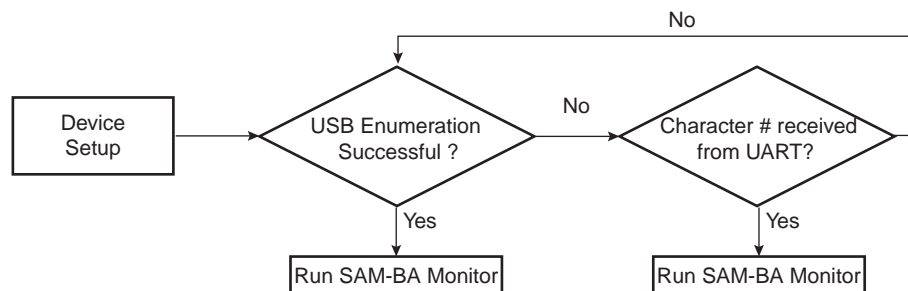 No
Device
Setup
USB Enumeration
Successful ?
No
Character # received
from UART?
Yes
Yes
Run SAM-BA Monitor
Run SAM-BA Monitor